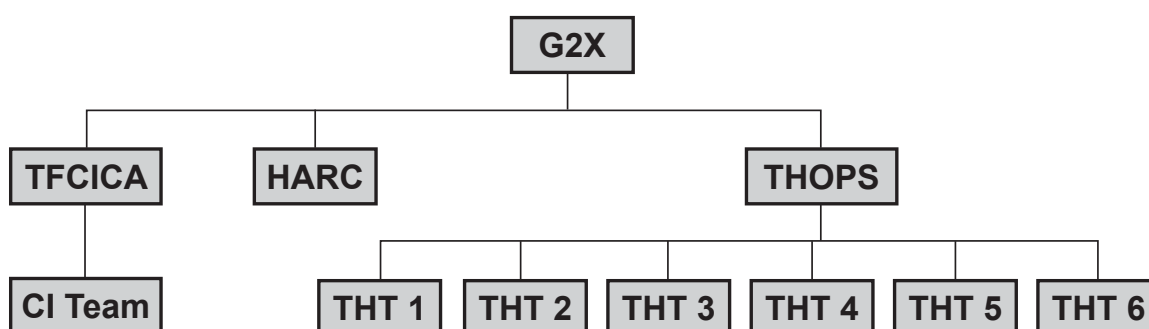 G2X
TFCICA HARC THOPS
CI Team THT 1 THT 2 THT 3 THT 4 THT 5 THT 6